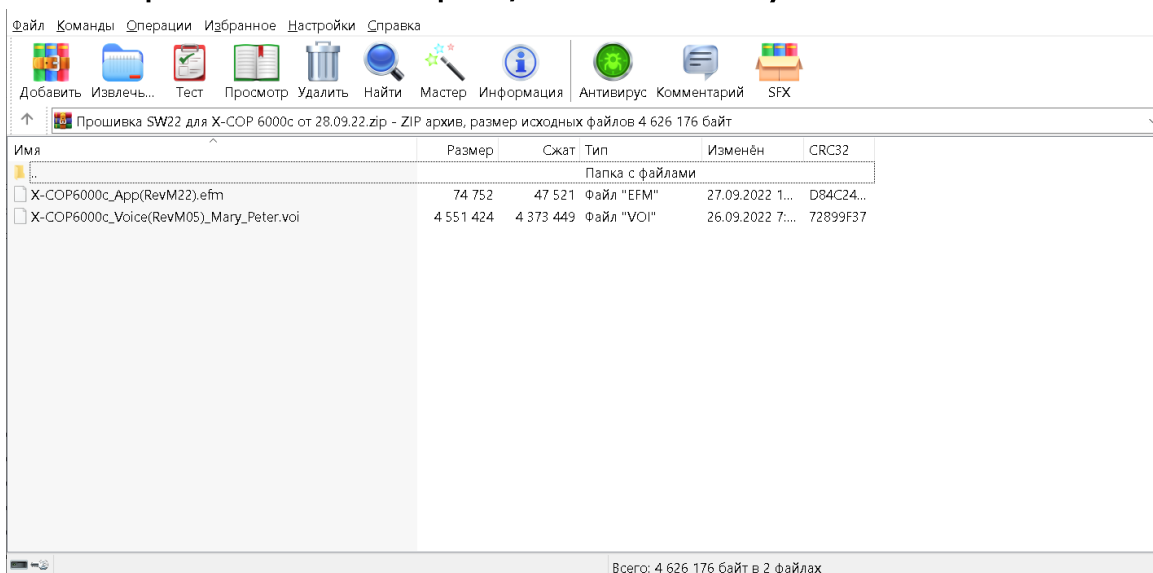 Файл Команды Операции Избранное Настройки Справка
Добавить Извлечь... Тест Просмотр Удалить Найти Мастер Информация Антивирус Комментарий SFX
Прошивка SW22 для X-COP 6000c от 28.09.22.zip - ZIP архив, размер исходных файлов 4 626 176 байт
Имя Размер Сжат Тип Изменён CRC32
.. Папка с файлами
X-COP6000c_App(RevM22).efm 74 752 47 521 Файл "EFM" 27.09.2022 1... D84C24...
X-COP6000c_Voice(RevM05)_Mary_Peter.voi 4 551 424 4 373 449 Файл "VOI" 26.09.2022 7:... 72899F37
Всего: 4 626 176 байт в 2 файлах